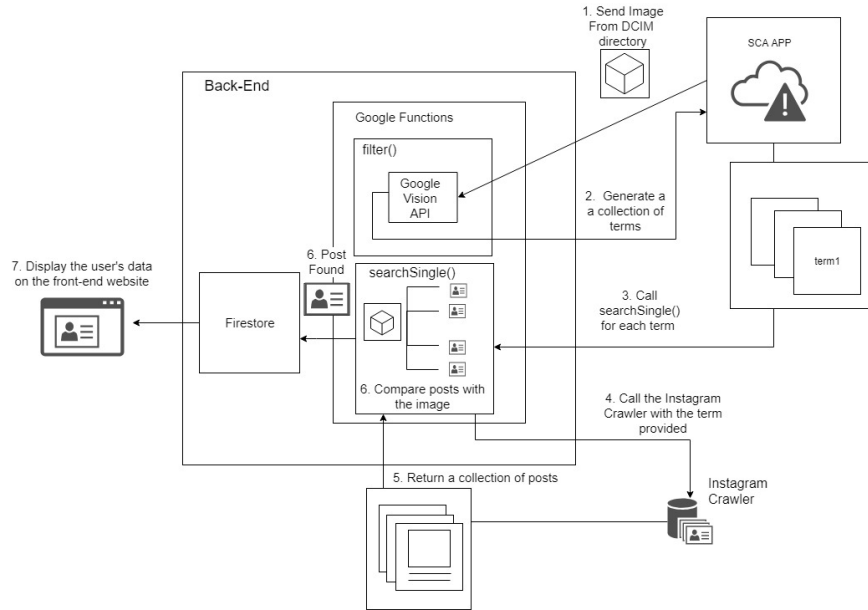 1. Send Image
From DCIM
directory
SCA APP
Back-End
Google Functions
filter()
Google
Vision
API
2. Generate a
a collection of
terms
term1
6. Post
Found
searchSingle()
7. Display the user's data
on the front-end website
Firestore
3. Call
searchSingle()
for each term
6. Compare posts with
the image
4. Call the Instagram
Crawler with the term
provided
5. Return a collection of posts
Instagram
Crawler